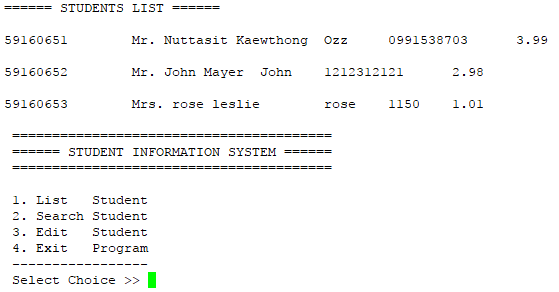 ====== STUDENTS LIST ======
59160651 Mr. Nuttasit Kaewthong Ozz 0991538703 3.99
59160652 Mr. John Mayer John 1212312121 2.98
59160653 Mrs. rose leslie rose 1150 1.01
========================================
====== STUDENT INFORMATION SYSTEM ======
========================================
1. List Student
2. Search Student
3. Edit Student
4. Exit Program
-----------------
Select Choice >>